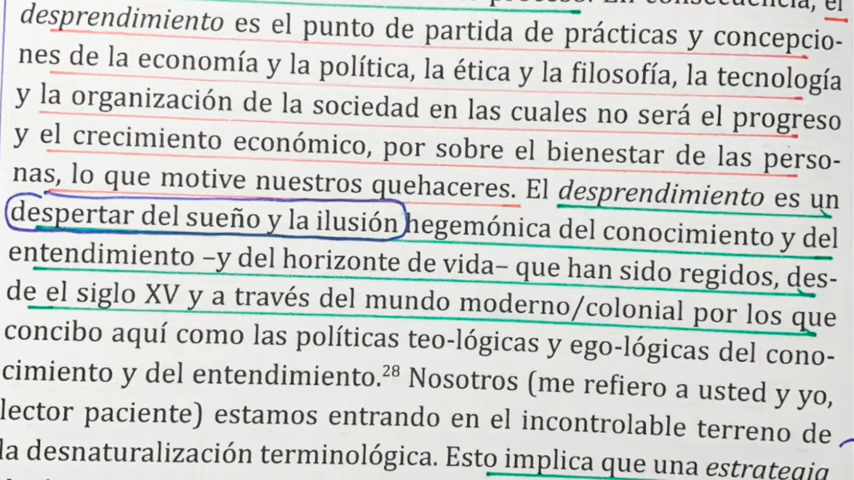 el
desprendimiento es el punto de partida de prácticas y concepcio-
nes de la economía y la política, la ética y la filosofía, la tecnología
y la organización de la sociedad en las cuales no será el progreso
y el crecimiento económico, por sobre el bienestar de las perso-
nas, lo que motive nuestros quehaceres. El desprendimiento es un
despertar del sueño y la ilusión hegemónica del conocimiento y del
entendimiento –y del horizonte de vida– que han sido regidos, des-
de el siglo XV y a través del mundo moderno/colonial por los que
concibo aquí como las políticas teo-lógicas y ego-lógicas del cono-
cimiento y del entendimiento.²⁸ Nosotros (me refiero a usted y yo,
lector paciente) estamos entrando en el incontrolable terreno de
la desnaturalización terminológica. Esto implica que una estrategia